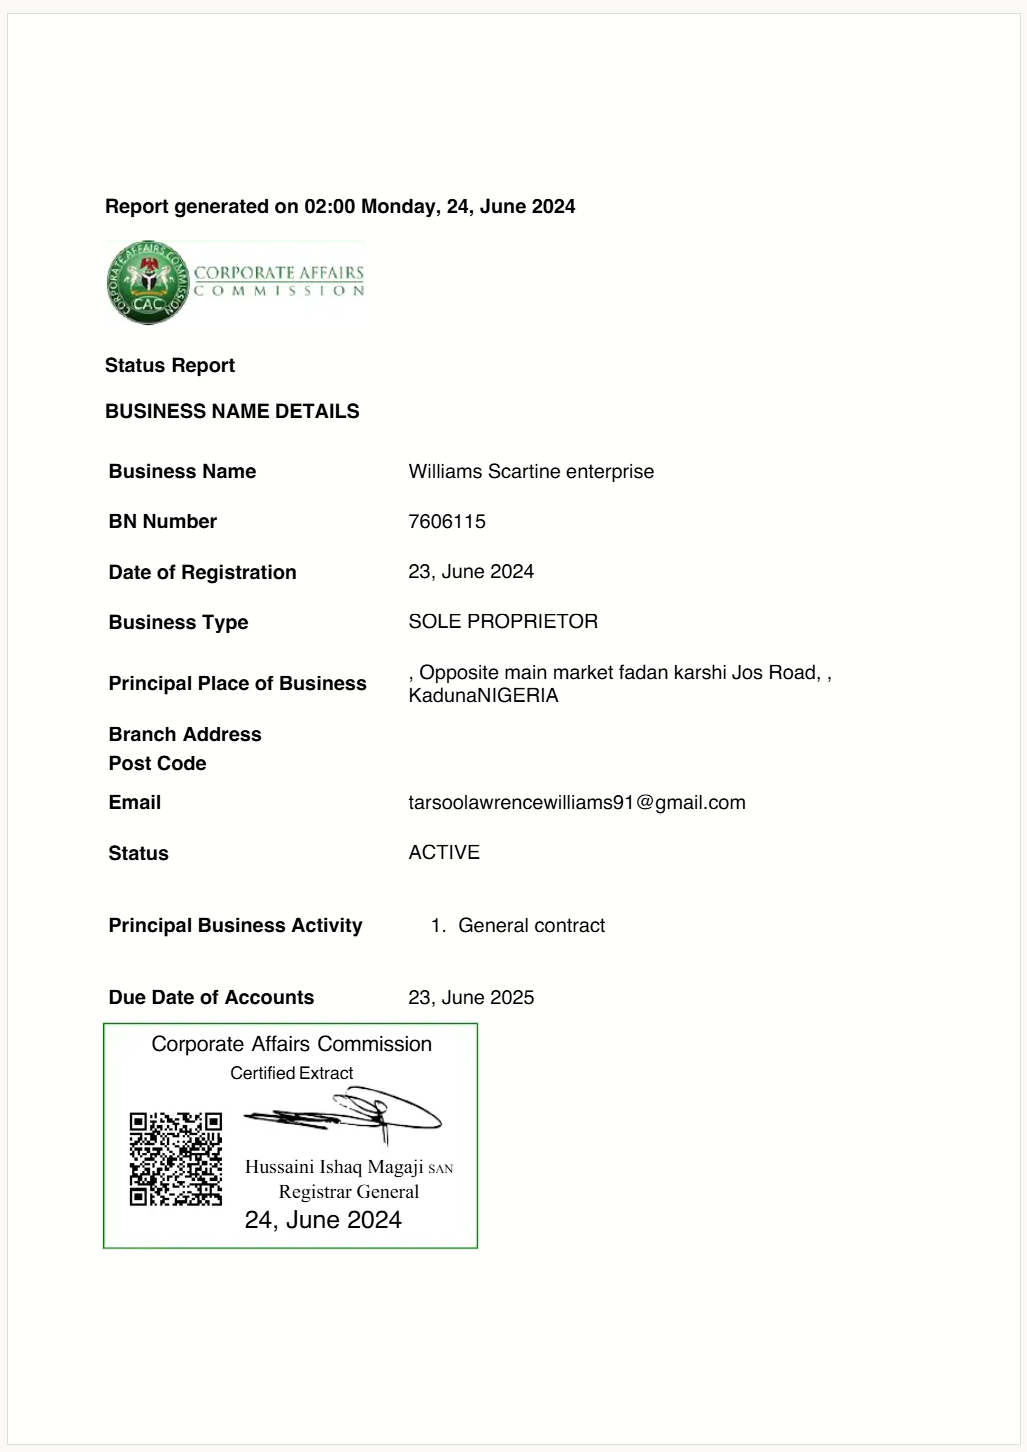 Report generated on 02:00 Monday, 24, June 2024
CORPORATE AFFAIRS COMMISSION
CAC
CORPORATE AFFAIRS
COMMISSION
Status Report
BUSINESS NAME DETAILS
Business Name Williams Scartine enterprise
BN Number 7606115
Date of Registration 23, June 2024
Business Type SOLE PROPRIETOR
Principal Place of Business , Opposite main market fadan karshi Jos Road, ,
KadunaNIGERIA
Branch Address
Post Code
Email tarsoolawrencewilliams91@gmail.com
Status ACTIVE
Principal Business Activity 1. General contract
Due Date of Accounts 23, June 2025
Corporate Affairs Commission
Certified Extract
Hussaini Ishaq Magaji SAN
Registrar General
24, June 2024